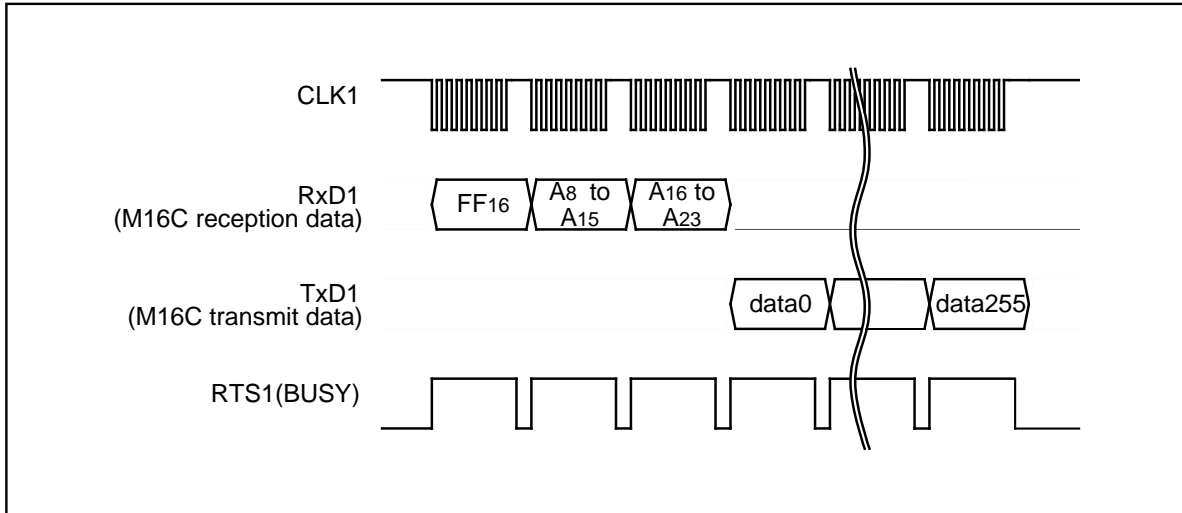 CLK1
RxD1
(M16C reception data)
FF16
A8 to
A15
A16 to
A23
TxD1
(M16C transmit data)
data0
data255
RTS1(BUSY)